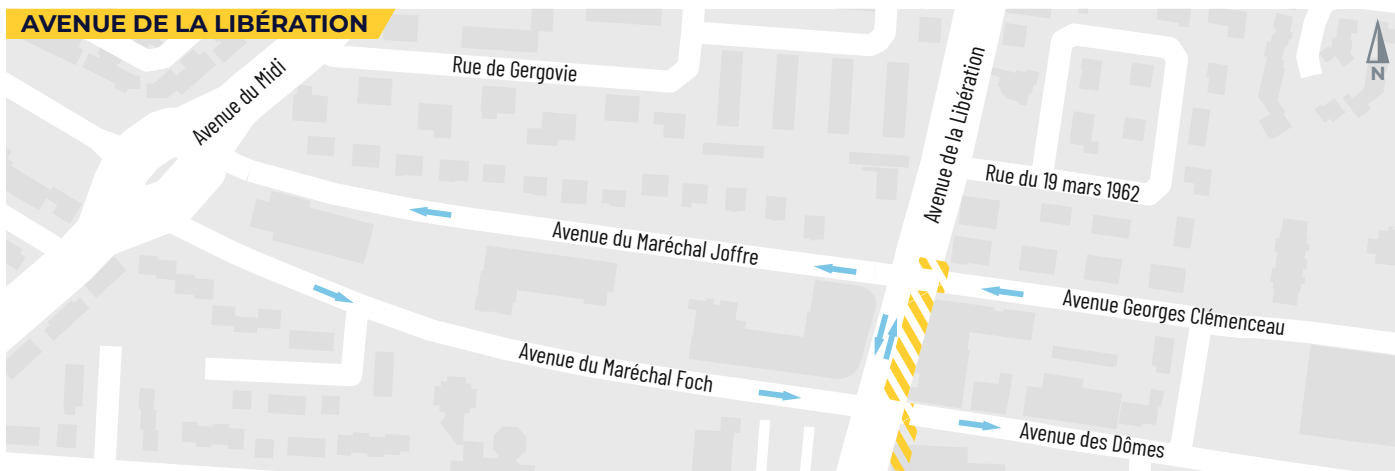 AVENUE DE LA LIBÉRATION
N
Avenue du Midi
Rue de Gergovie
Avenue de la Libération
Rue du 19 mars 1962
Avenue du Maréchal Joffre
Avenue Georges Clémenceau
Avenue du Maréchal Foch
Avenue des Dômes